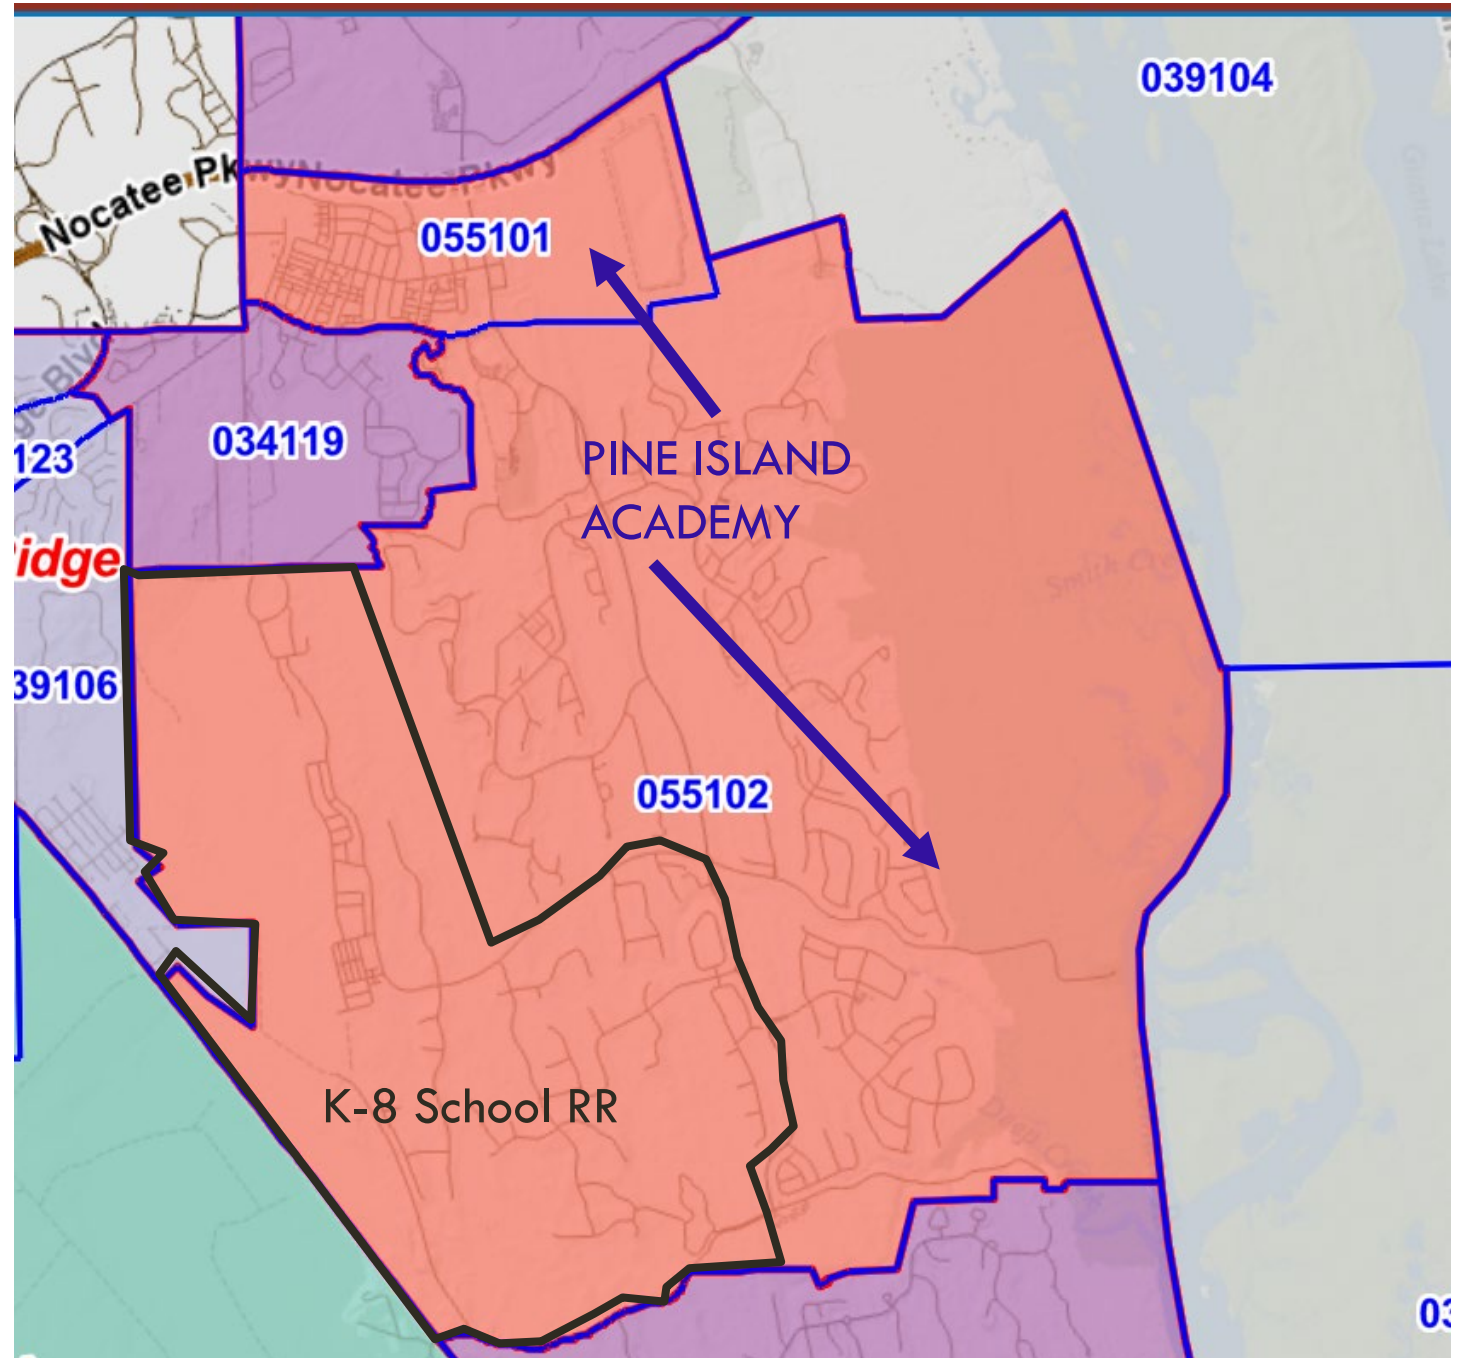 039104
Nocatee Pkwy
Nocatee Pkwy
055101
034119
123
idge
PINE ISLAND
ACADEMY
39106
055102
K-8 School RR
03